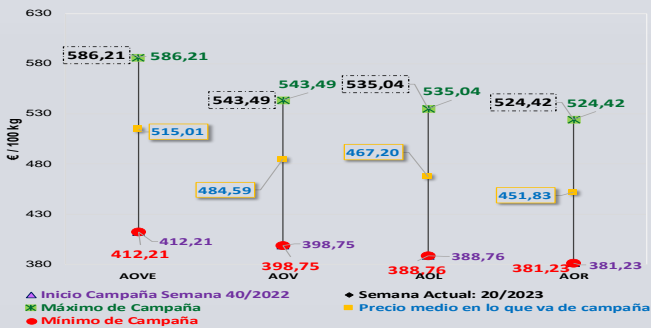 € / 100 kg
630
580
530
480
430
380
586,21
586,21
515,01
412,21
412,21
543,49
543,49
484,59
398,75
398,75
535,04
535,04
467,20
388,76
388,76
524,42
524,42
451,83
381,23
381,23
AOVE
AOV
AOL
AOR
Inicio Campaña Semana 40/2022
Semana Actual: 20/2023
Máximo de Campaña
Precio medio en lo que va de campaña
Mínimo de Campaña